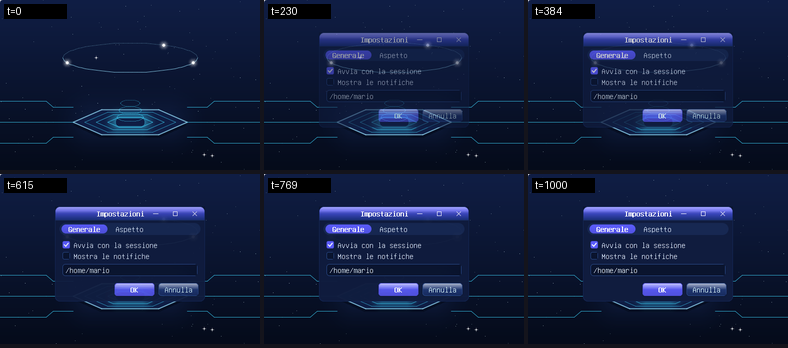 t=0
t=230
Impostazioni
Generale Aspetto
Avvia con la sessione
Mostra le notifiche
/home/mario
OK Annulla
t=384
Impostazioni
Generale Aspetto
Avvia con la sessione
Mostra le notifiche
/home/mario
OK Annulla
t=615
Impostazioni
Generale Aspetto
Avvia con la sessione
Mostra le notifiche
/home/mario
OK Annulla
t=769
Impostazioni
Generale Aspetto
Avvia con la sessione
Mostra le notifiche
/home/mario
OK Annulla
t=1000
Impostazioni
Generale Aspetto
Avvia con la sessione
Mostra le notifiche
/home/mario
OK Annulla